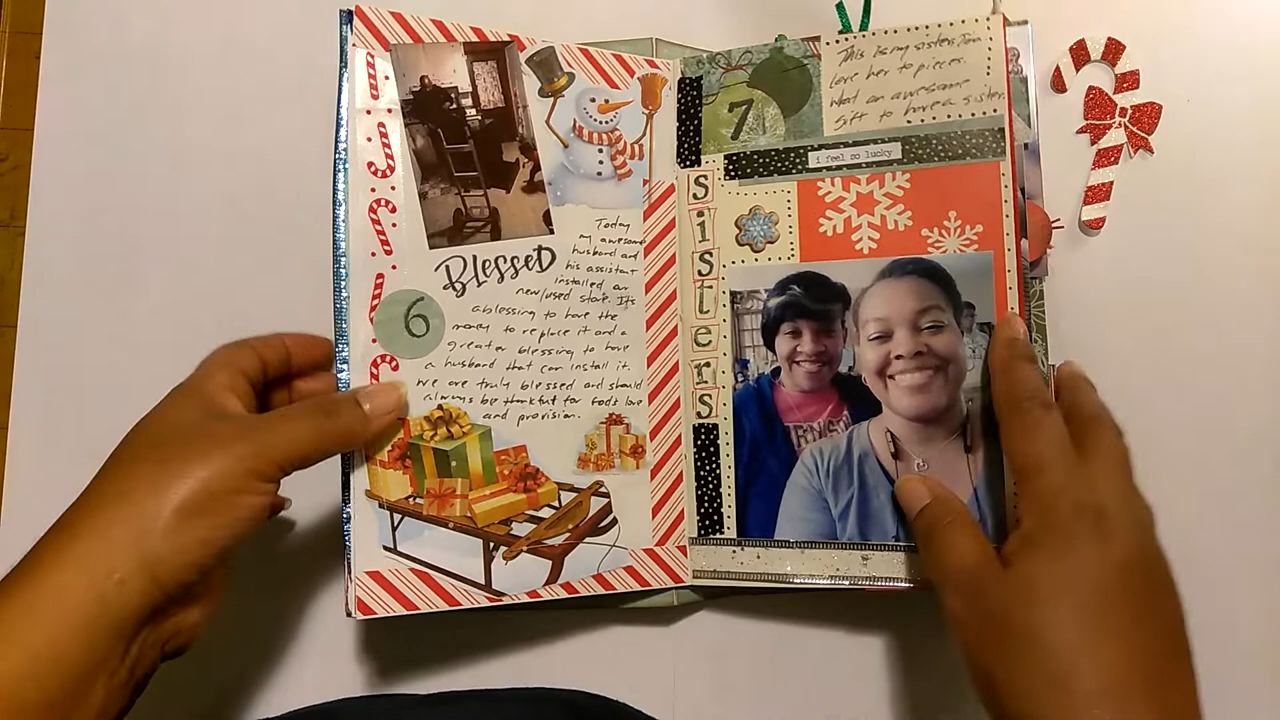 BLESSED
6
Today
my awesome
husband and
his assistant
installed our
new/used stove. It's
a blessing to have the
money to replace it and a
greater blessing to have
a husband that can install it.
We are truly blessed and should
always be thankful for God's love
and provision.
7
This is my sister
love her to pieces.
What an awesome
gift to have a sister.
i feel so lucky
sisters